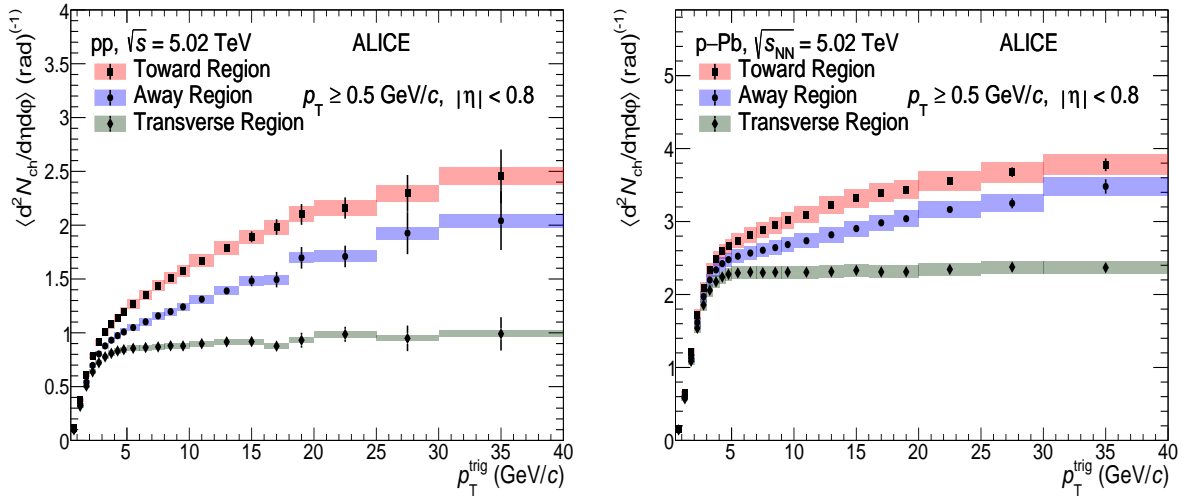 pp, √s = 5.02 TeV ALICE
Toward Region
Away Region p_T ≥ 0.5 GeV/c, |η| < 0.8
Transverse Region
⟨d²N_ch/dηdφ⟩ (rad)^(-1)
3
2.5
2
1.5
1
0.5
0
5 10 15 20 25 30 35 40
p_T^trig (GeV/c)
p–Pb, √s_NN = 5.02 TeV ALICE
Toward Region
Away Region p_T ≥ 0.5 GeV/c, |η| < 0.8
Transverse Region
⟨d²N_ch/dηdφ⟩ (rad)^(-1)
5
4
3
2
1
0
5 10 15 20 25 30 35 40
p_T^trig (GeV/c)